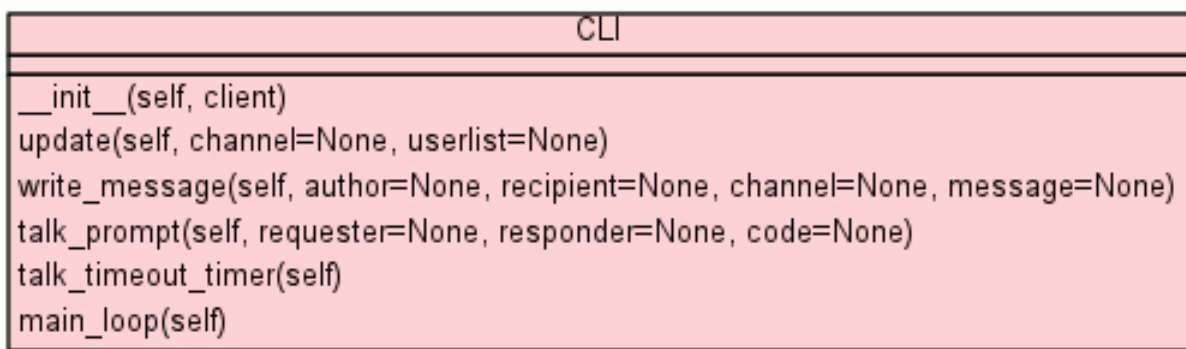 CLI
__init__(self, client)
update(self, channel=None, userlist=None)
write_message(self, author=None, recipient=None, channel=None, message=None)
talk_prompt(self, requester=None, responder=None, code=None)
talk_timeout_timer(self)
main_loop(self)